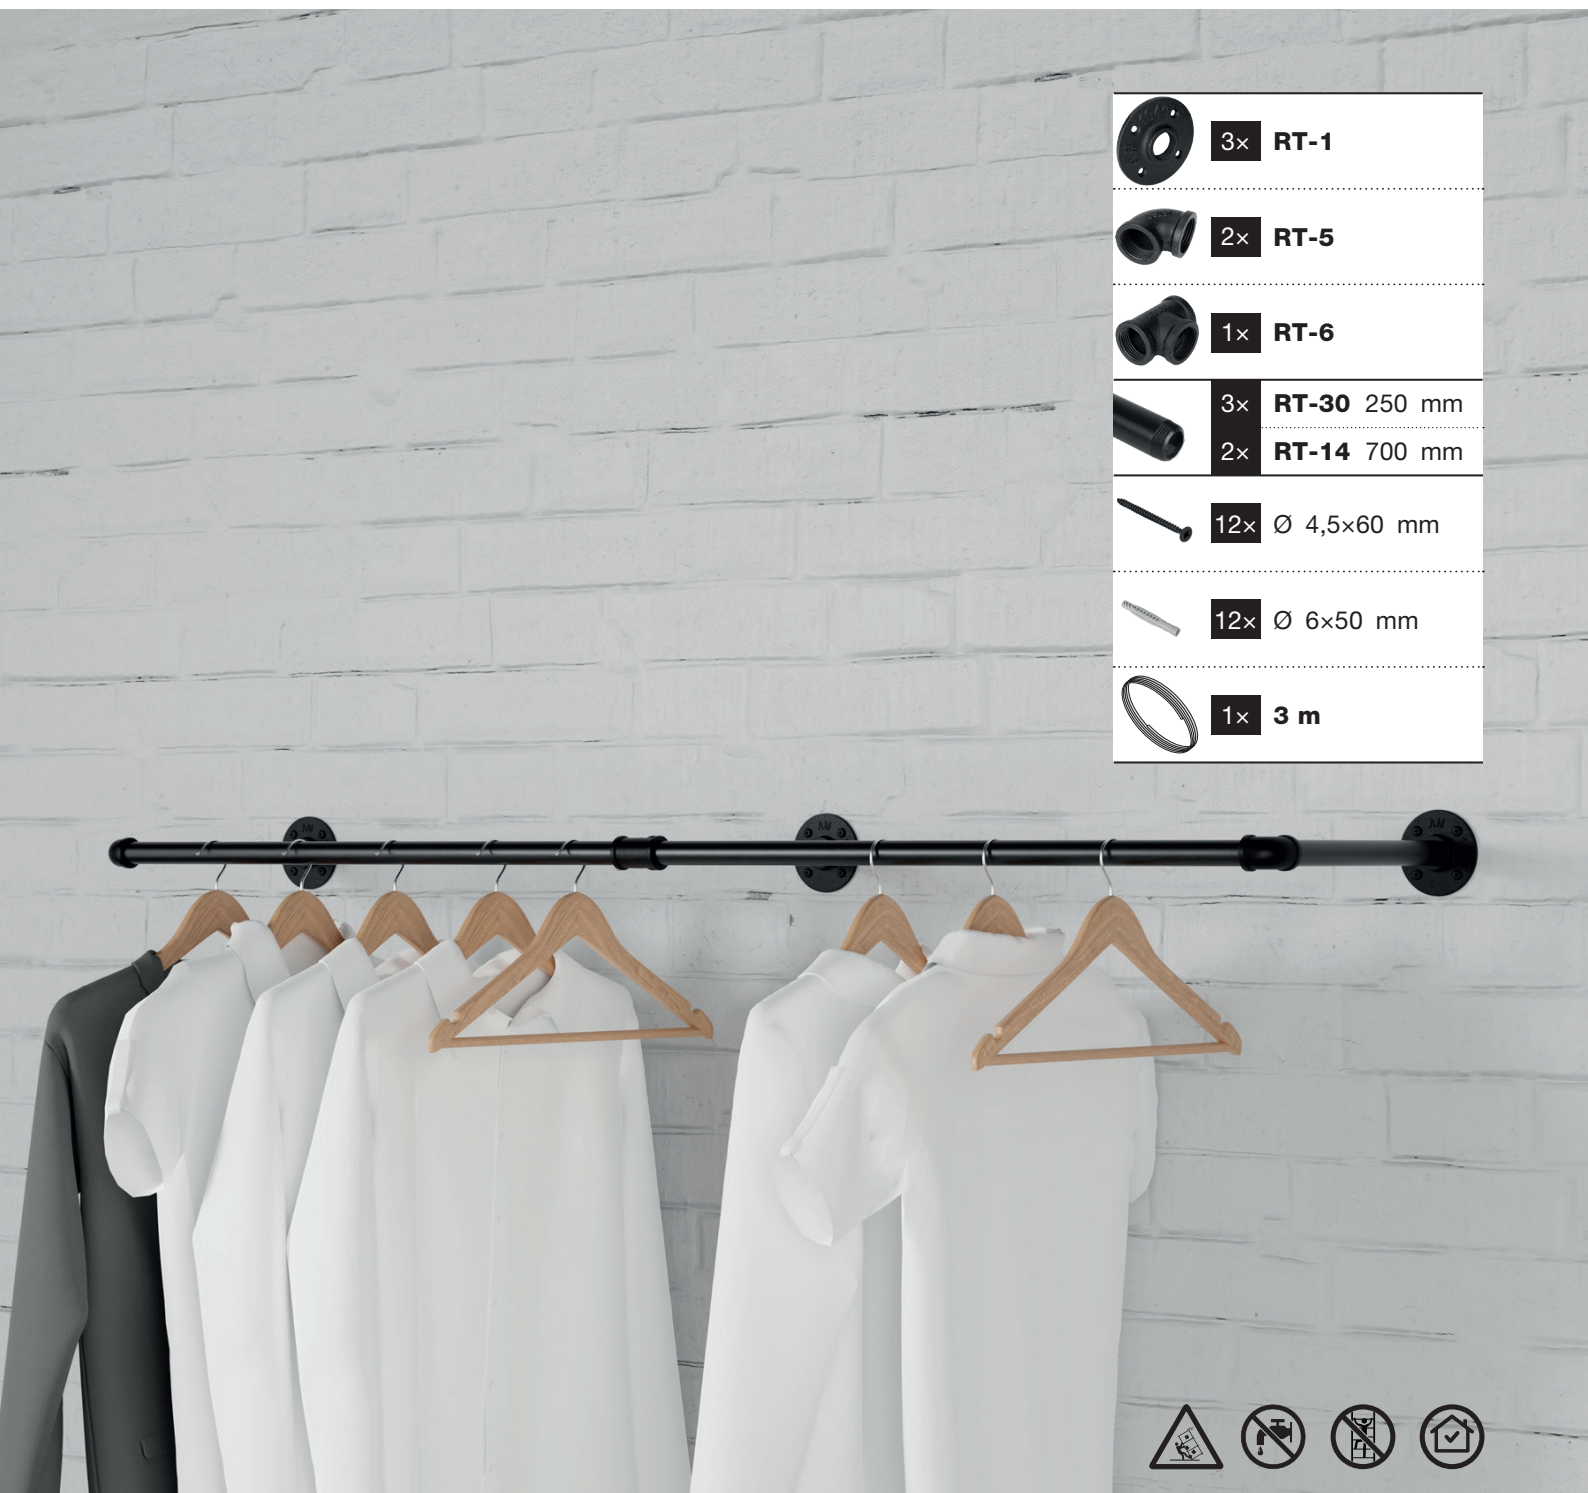 3× RT-1
2× RT-5
1× RT-6
3× RT-30 250 mm
2× RT-14 700 mm
12× Ø 4,5×60 mm
12× Ø 6×50 mm
1× 3 m